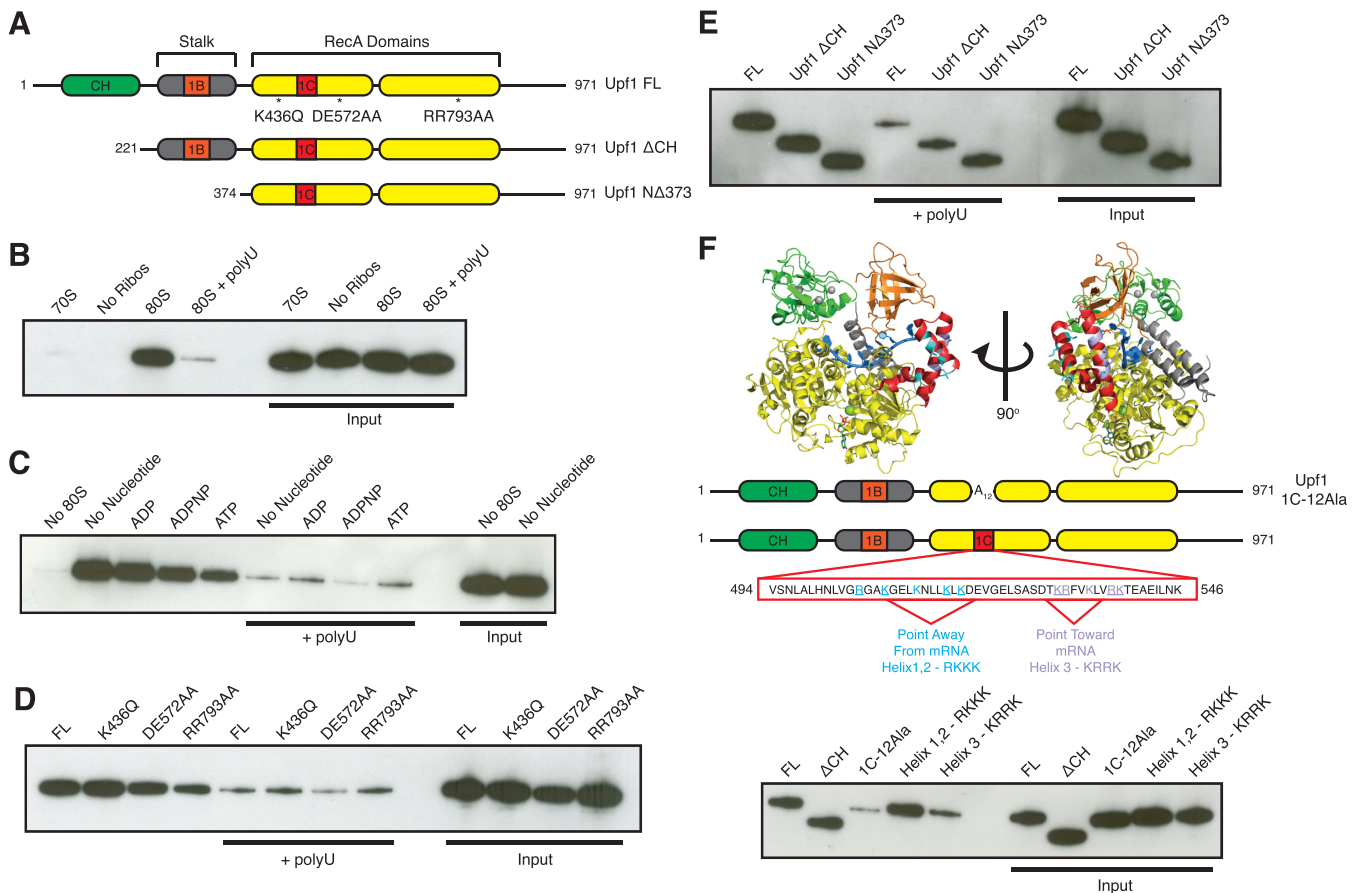 A
Stalk
RecA Domains
1
CH
1B
1C
971 Upf1 FL
*
*
*
K436Q
DE572AA
RR793AA
221
1B
1C
971 Upf1 ΔCH
374
1C
971 Upf1 NΔ373
B
70S
No Ribos
80S
80S + polyU
70S
No Ribos
80S
80S + polyU
Input
C
No 80S
No Nucleotide
ADP
ADPNP
ATP
No Nucleotide
ADP
ADPNP
ATP
No 80S
No Nucleotide
+ polyU
Input
D
FL
K436Q
DE572AA
RR793AA
FL
K436Q
DE572AA
RR793AA
FL
K436Q
DE572AA
RR793AA
+ polyU
Input
E
FL
Upf1 ΔCH
Upf1 NΔ373
FL
Upf1 ΔCH
Upf1 NΔ373
FL
Upf1 ΔCH
Upf1 NΔ373
+ polyU
Input
F
90°
1
CH
1B
A12
971
Upf1
1C-12Ala
1
CH
1B
1C
971
494
VSNLALHNLVGRGAKGELKNLLKLKDEVGELSASDTKRFVKLVRKTEAEILNK
546
Point Away
From mRNA
Helix1,2 - RKKK
Point Toward
mRNA
Helix 3 - KRRK
FL
ΔCH
1C-12Ala
Helix 1,2 - RKKK
Helix 3 - KRRK
FL
ΔCH
1C-12Ala
Helix 1,2 - RKKK
Helix 3 - KRRK
Input